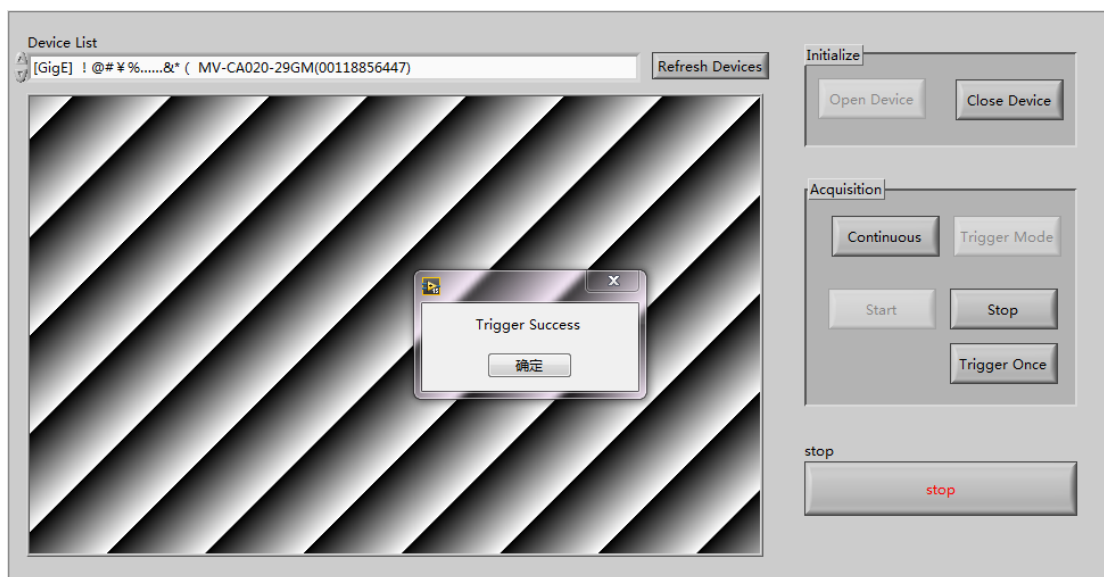 Device List
[GigE] ！@#￥%......&* ( MV-CA020-29GM(00118856447)
Refresh Devices
Initialize
Open Device
Close Device
Acquisition
Continuous
Trigger Mode
Start
Stop
Trigger Once
15
x
Trigger Success
确定
stop
stop